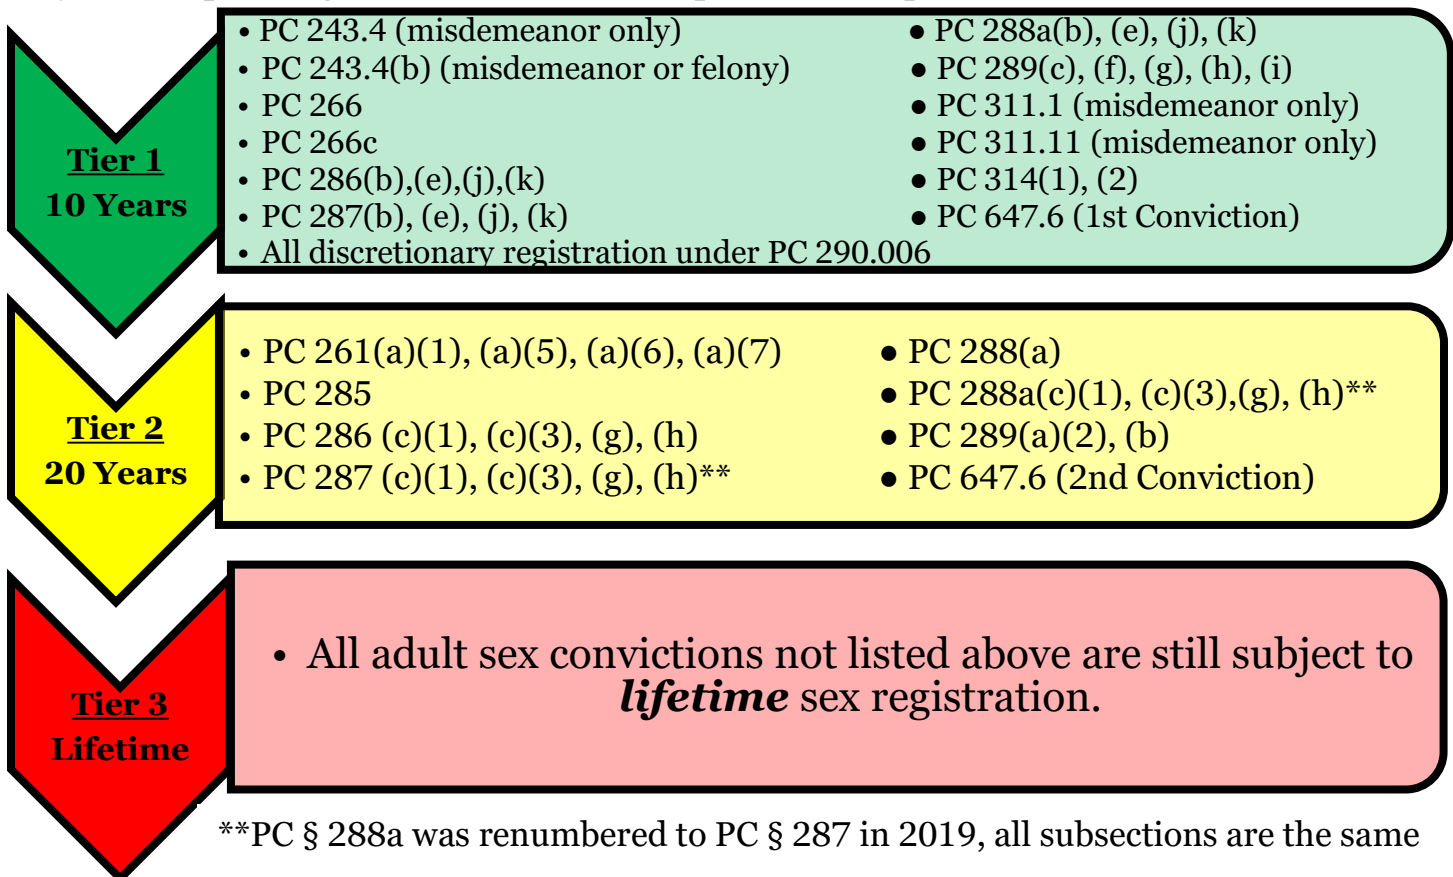 • PC 243.4 (misdemeanor only)
• PC 243.4(b) (misdemeanor or felony)
• PC 266
• PC 266c
• PC 286(b),(e),(j),(k)
• PC 287(b), (e), (j), (k)
• All discretionary registration under PC 290.006
● PC 288a(b), (e), (j), (k)
● PC 289(c), (f), (g), (h), (i)
● PC 311.1 (misdemeanor only)
● PC 311.11 (misdemeanor only)
● PC 314(1), (2)
● PC 647.6 (1st Conviction)
Tier 1
10 Years
• PC 261(a)(1), (a)(5), (a)(6), (a)(7)
• PC 285
• PC 286 (c)(1), (c)(3), (g), (h)
• PC 287 (c)(1), (c)(3), (g), (h)**
● PC 288(a)
● PC 288a(c)(1), (c)(3),(g), (h)**
● PC 289(a)(2), (b)
● PC 647.6 (2nd Conviction)
Tier 2
20 Years
• All adult sex convictions not listed above are still subject to
lifetime sex registration.
Tier 3
Lifetime
**PC § 288a was renumbered to PC § 287 in 2019, all subsections are the same